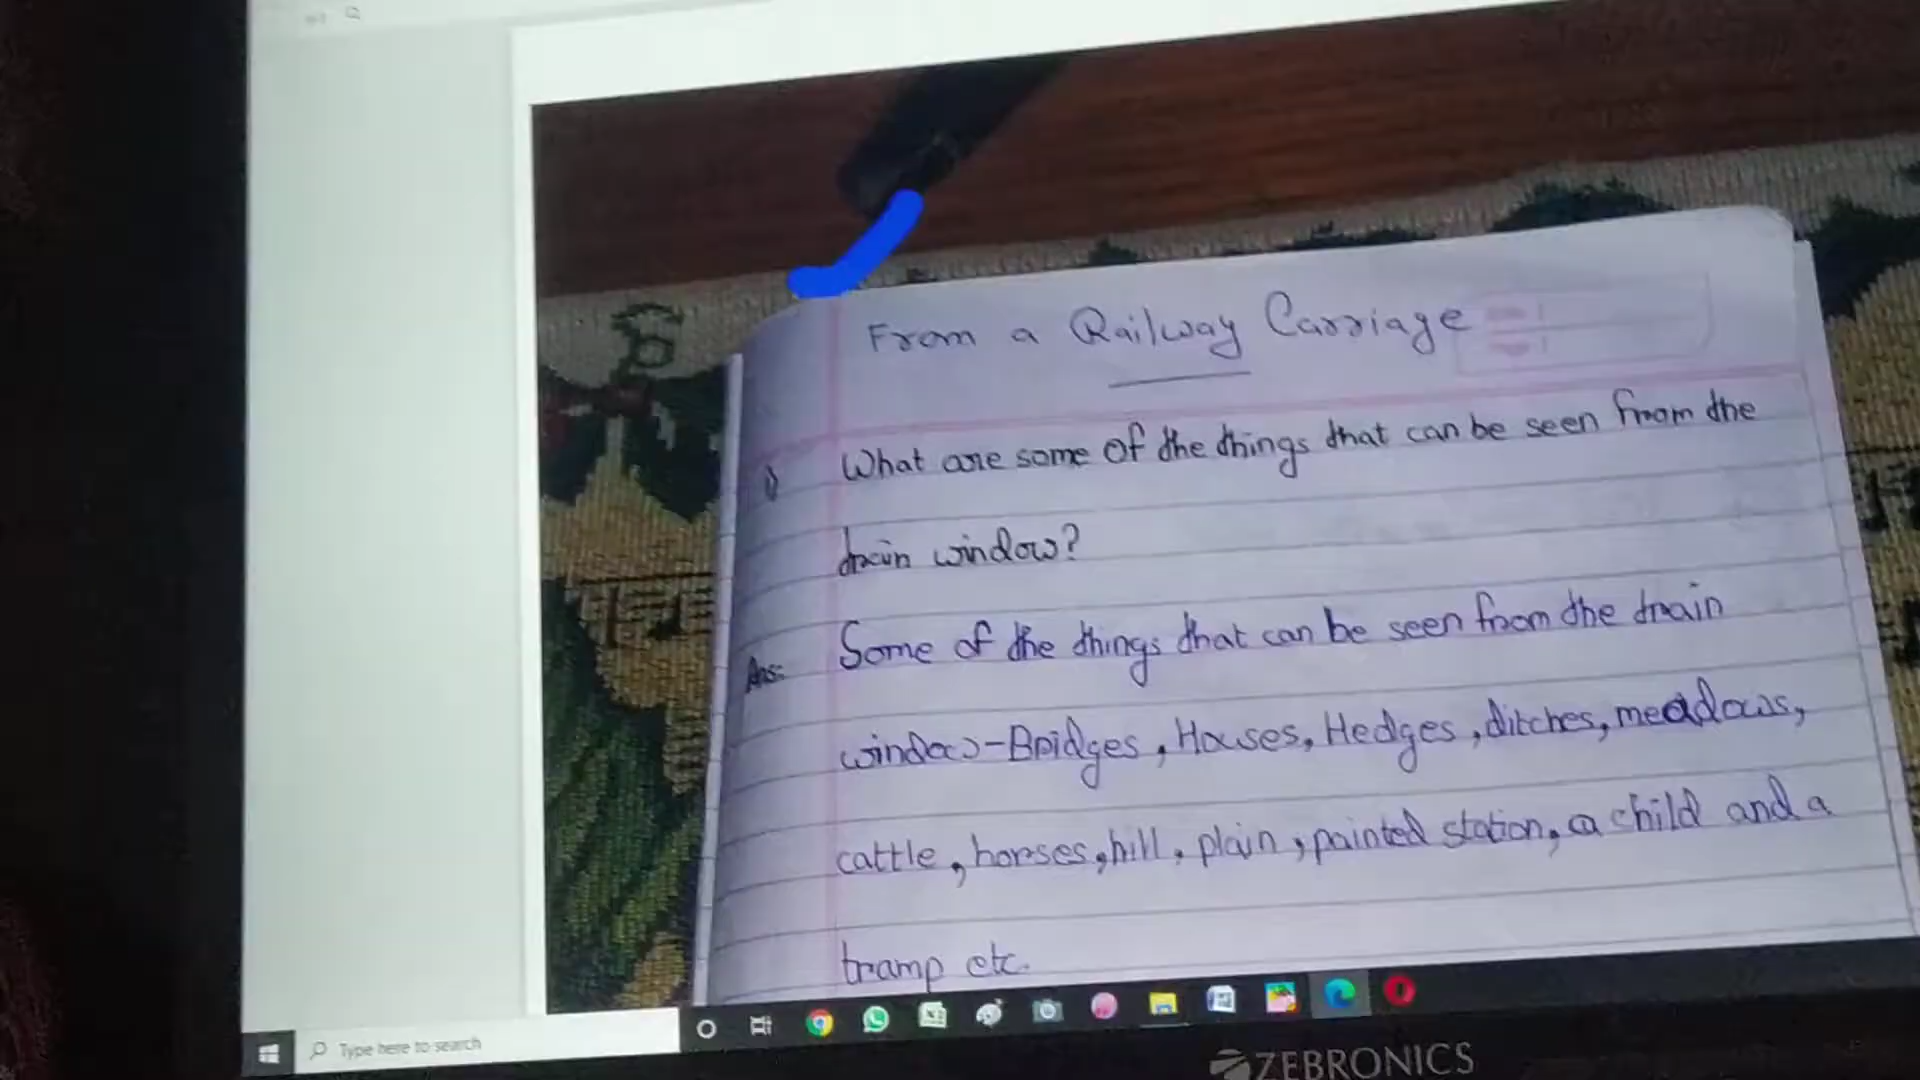 From a Railway Carriage
1) What are some of the things that can be seen from the
train window?
Ans: Some of the things that can be seen from the train
window-Bridges, Houses, Hedges, ditches, meadows,
cattle, horses, hill, plain, painted station, a child and a
tramp etc.
Type here to search
ZEBRONICS